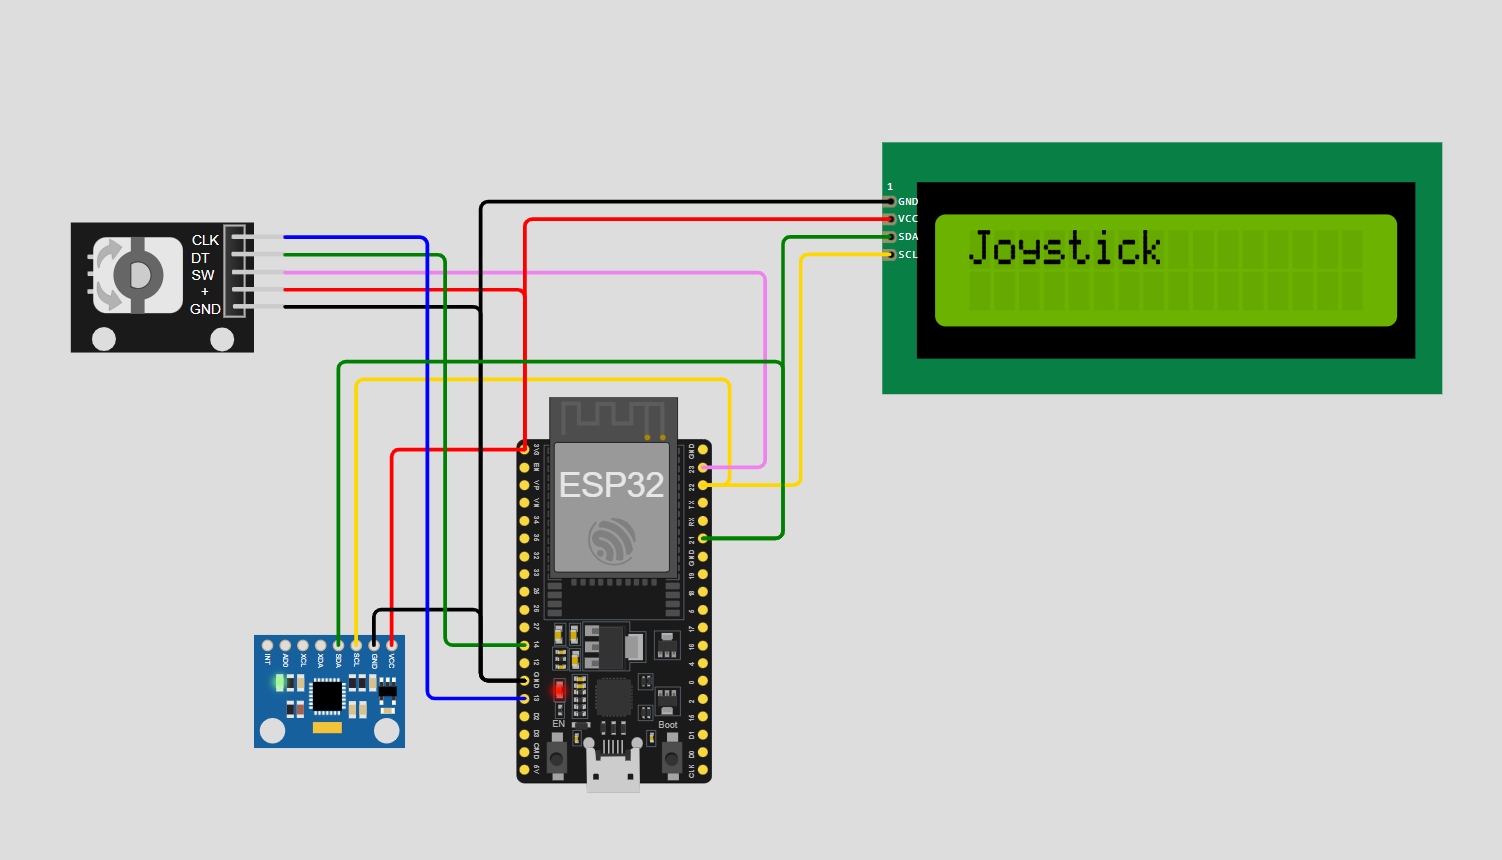 CLK
DT
SW
+
GND
1
GND
VCC
SDA
SCL
Joystick
ESP32
3V3
EN
VP
VN
34
35
32
33
25
26
27
14
12
GND
13
D2
D3
CMD
5V
GND
23
22
TX
RX
21
GND
19
18
5
17
16
4
0
2
15
D1
D0
CLK
EN
Boot
INT
AD0
XCL
XDA
SDA
SCL
GND
VCC